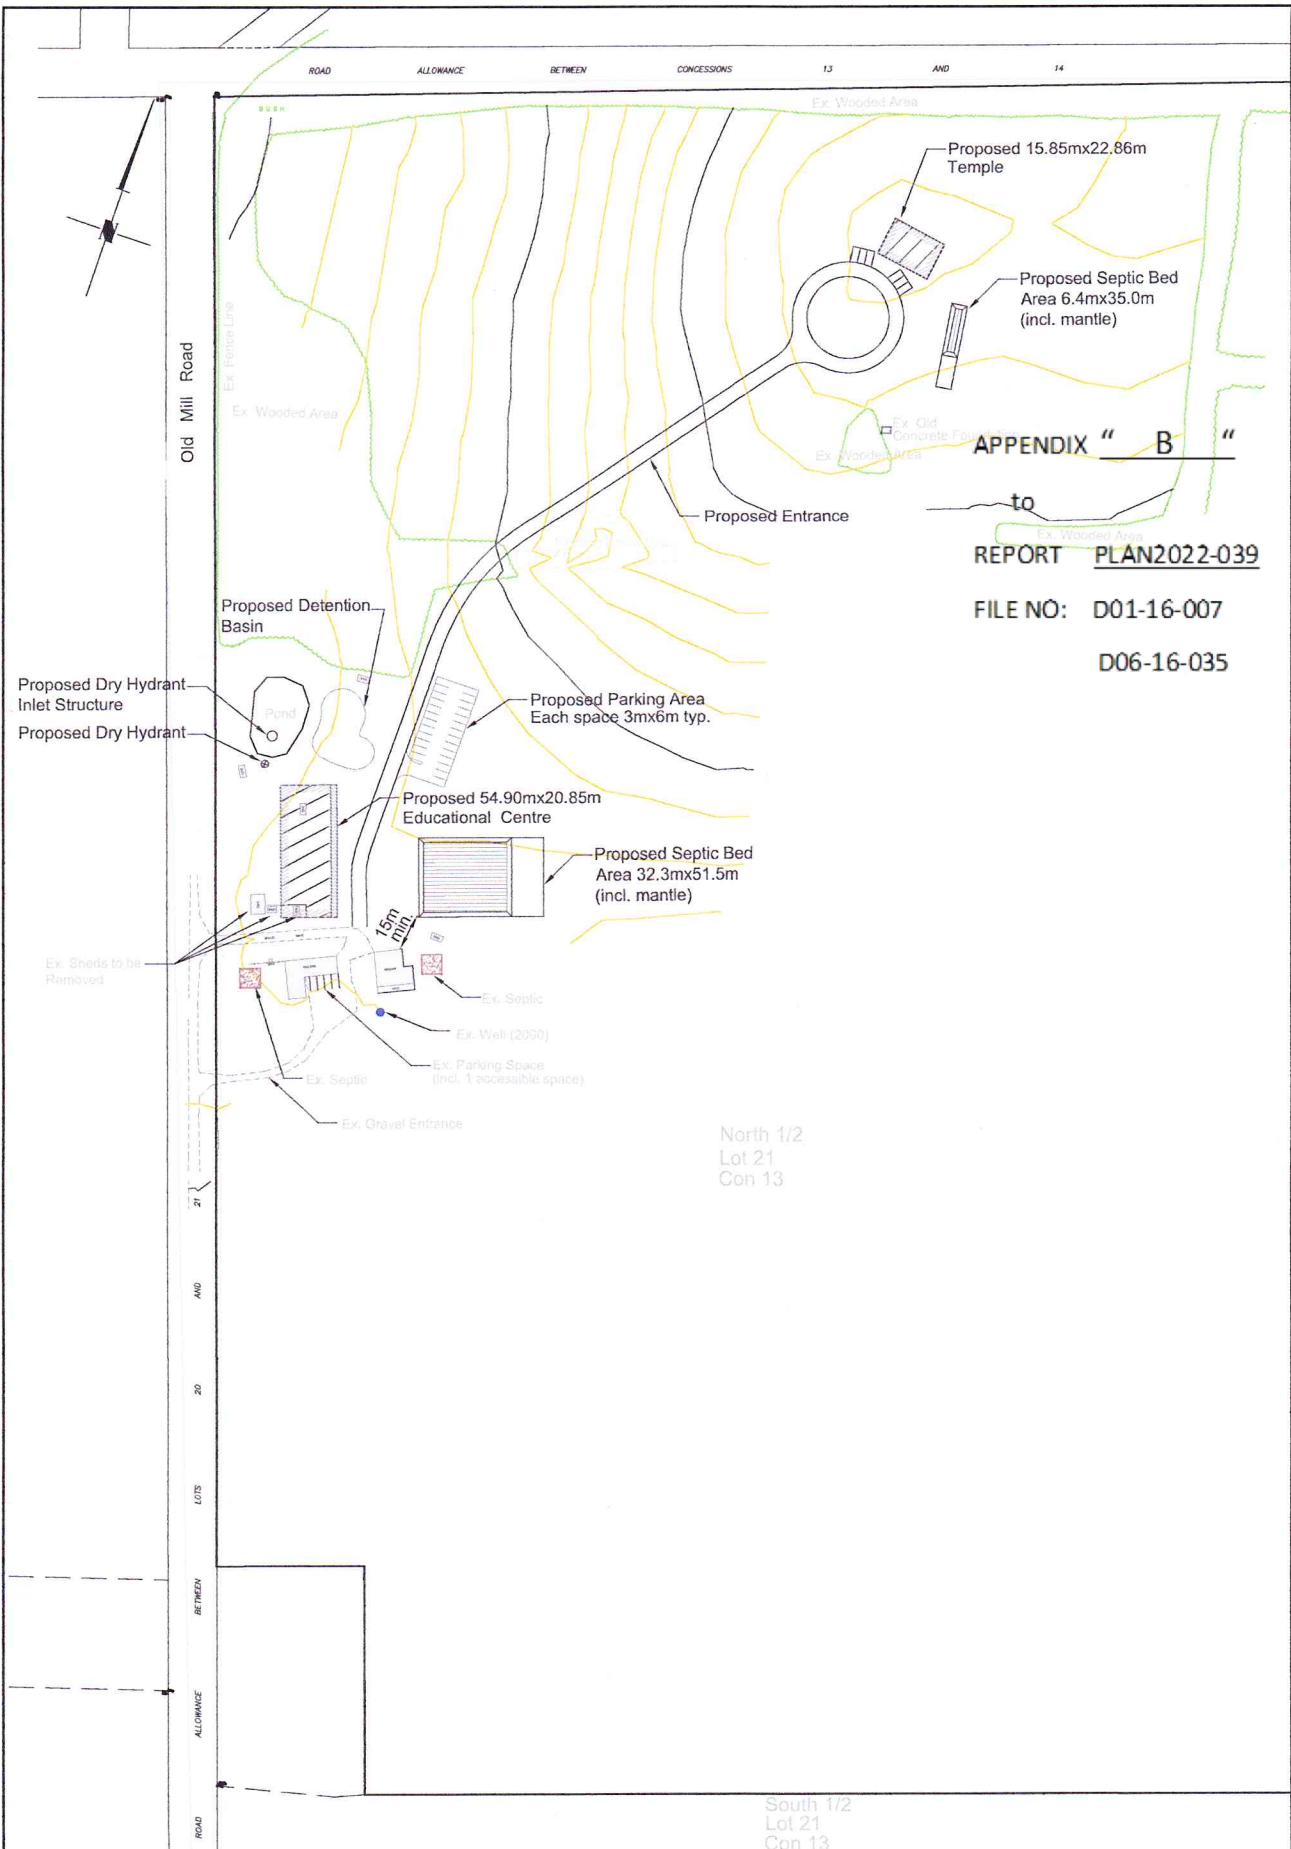 ROAD ALLOWANCE BETWEEN CONCESSIONS 13 AND 14
BUSH
Ex. Wooded Area
Proposed 15.85mx22.86m
Temple
N
Proposed Septic Bed
Area 6.4mx35.0m
(incl. mantle)
Old Mill Road
Ex. Fence Line
Ex. Wooded Area
Ex. Old
Concrete Foundation
Ex. Wooded Area
APPENDIX “ B “
to
Proposed Entrance
Ex. Wooded Area
REPORT PLAN2022-039
FILE NO: D01-16-007
D06-16-035
Proposed Detention
Basin
Proposed Dry Hydrant
Inlet Structure
Pond
Proposed Parking Area
Each space 3mx6m typ.
Proposed Dry Hydrant
Proposed 54.90mx20.85m
Educational Centre
Proposed Septic Bed
Area 32.3mx51.5m
(incl. mantle)
15m
min.
Ex. Sheds to be
Removed
Ex. Septic
Ex. Well (2090)
Ex. Parking Space
(incl. 1 accessible space)
Ex. Septic
Ex. Gravel Entrance
North 1/2
Lot 21
Con 13
ROAD ALLOWANCE BETWEEN LOTS 20 AND 21
South 1/2
Lot 21
Con 13